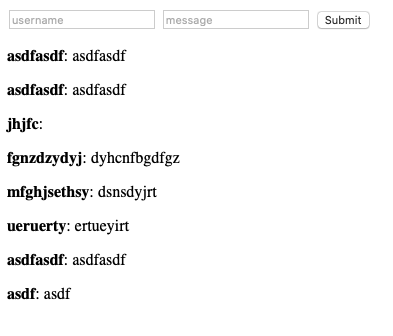 username message Submit
asdfasdf: asdfasdf
asdfasdf: asdfasdf
jhjfc:
fgnzdzydyj: dyhcnfbgdfgz
mfghjsethsy: dsnsdyjrt
ueruerty: ertueyirt
asdfasdf: asdfasdf
asdf: asdf